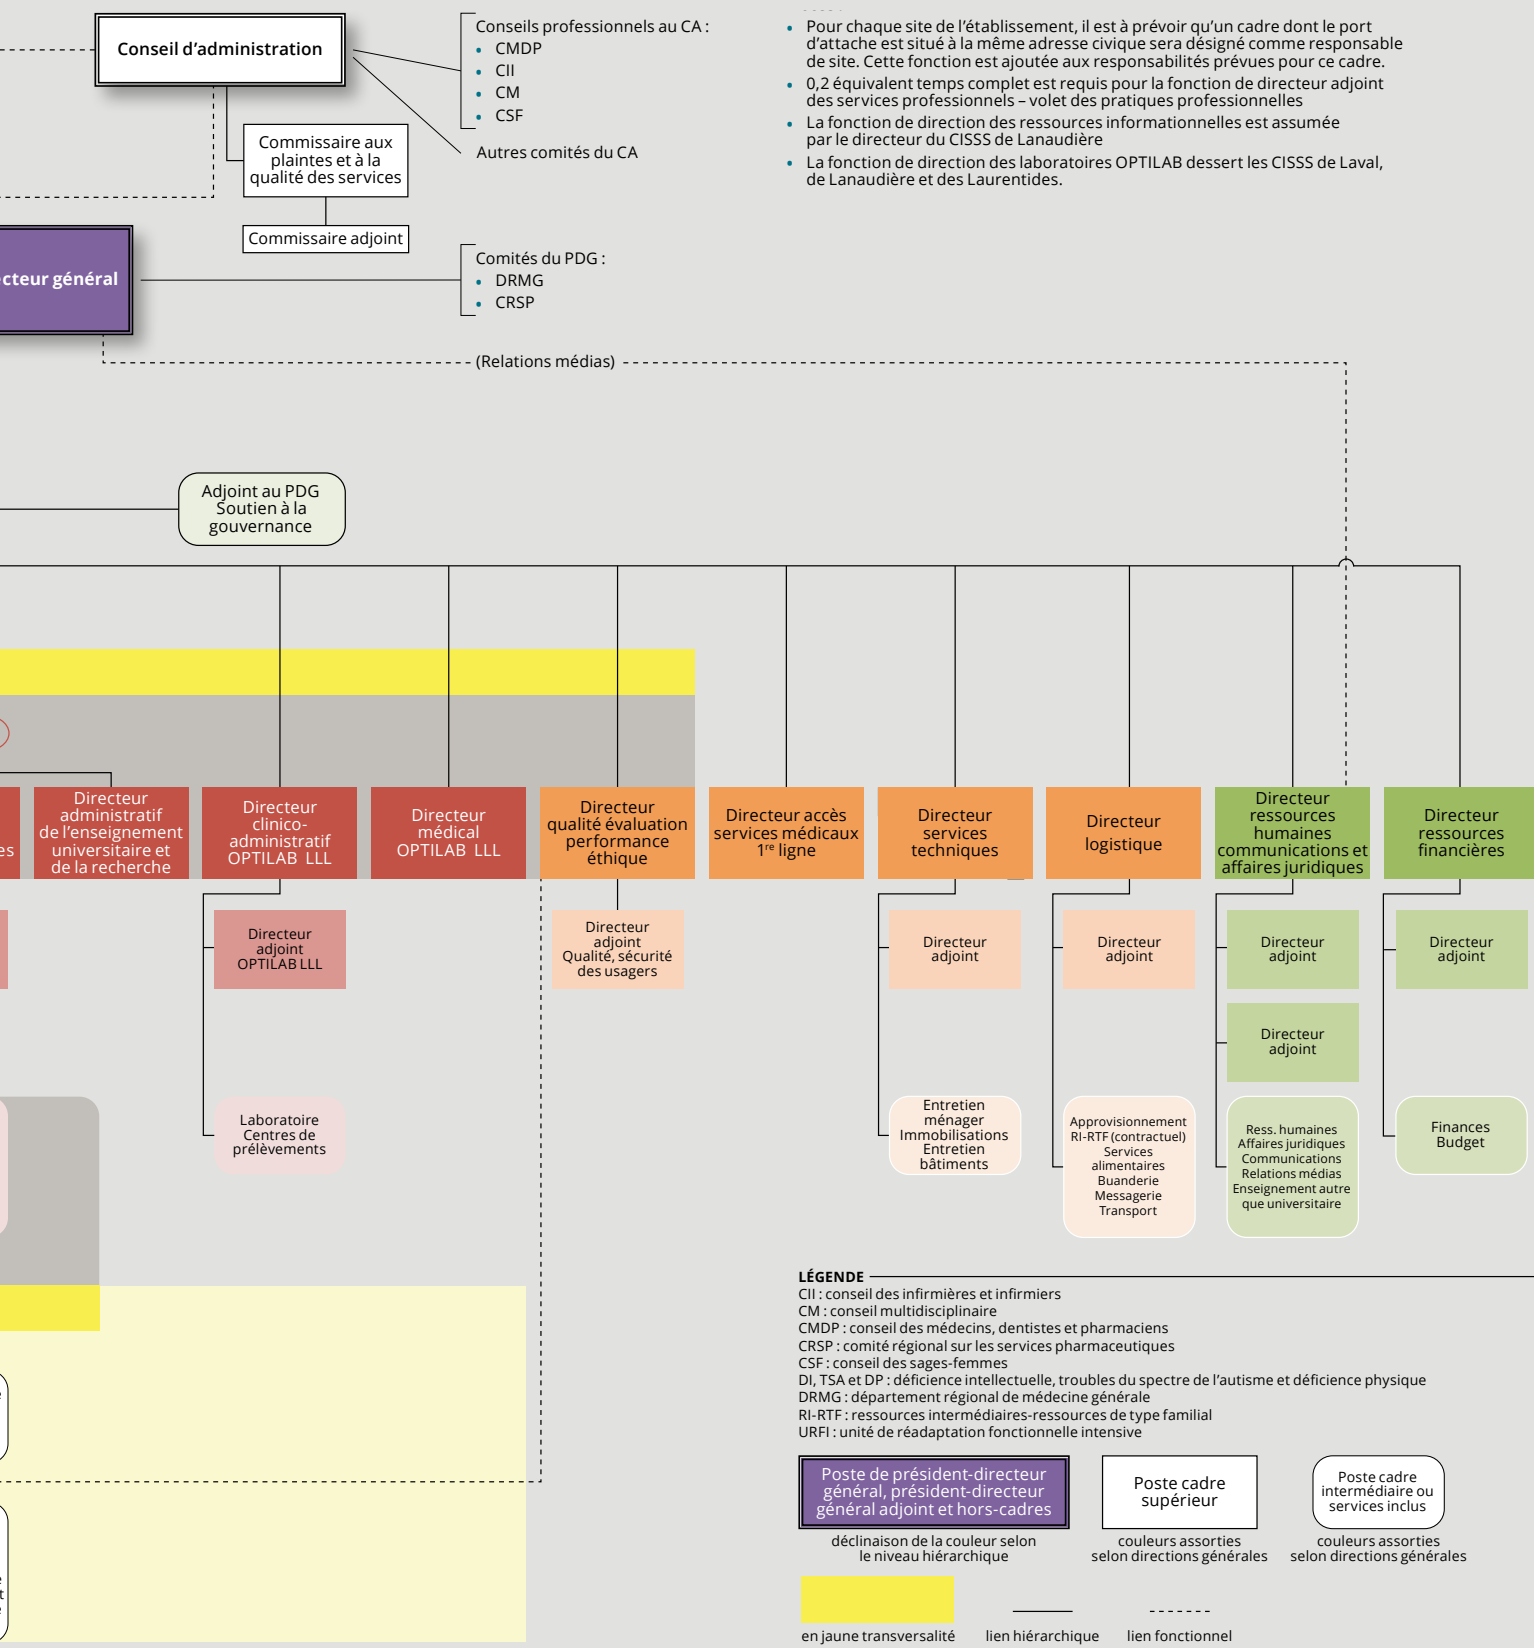 Conseil d'administration
Conseils professionnels au CA :
• CMDP
• CII
• CM
• CSF
Autres comités du CA
• Pour chaque site de l'établissement, il est à prévoir qu'un cadre dont le port
d'attache est situé à la même adresse civique sera désigné comme responsable
de site. Cette fonction est ajoutée aux responsabilités prévues pour ce cadre.
• 0,2 équivalent temps complet est requis pour la fonction de directeur adjoint
des services professionnels – volet des pratiques professionnelles
• La fonction de direction des ressources informationnelles est assumée
par le directeur du CISSS de Lanaudière
• La fonction de direction des laboratoires OPTILAB dessert les CISSS de Laval,
de Lanaudière et des Laurentides.
Commissaire aux
plaintes et à la
qualité des services
Commissaire adjoint
cteur général
Comités du PDG :
• DRMG
• CRSP
(Relations médias)
Adjoint au PDG
Soutien à la
gouvernance
es
Directeur
administratif
de l'enseignement
universitaire et
de la recherche
Directeur
clinico-
administratif
OPTILAB LLL
Directeur
médical
OPTILAB LLL
Directeur
qualité évaluation
performance
éthique
Directeur accès
services médicaux
1re ligne
Directeur
services
techniques
Directeur
logistique
Directeur
ressources
humaines
communications et
affaires juridiques
Directeur
ressources
financières
Directeur
adjoint
OPTILAB LLL
Directeur
adjoint
Qualité, sécurité
des usagers
Directeur
adjoint
Directeur
adjoint
Directeur
adjoint
Directeur
adjoint
Directeur
adjoint
Laboratoire
Centres de
prélèvements
Entretien
ménager
Immobilisations
Entretien
bâtiments
Approvisionnement
RI-RTF (contractuel)
Services
alimentaires
Buanderie
Messagerie
Transport
Ress. humaines
Affaires juridiques
Communications
Relations médias
Enseignement autre
que universitaire
Finances
Budget
LÉGENDE
CII : conseil des infirmières et infirmiers
CM : conseil multidisciplinaire
CMDP : conseil des médecins, dentistes et pharmaciens
CRSP : comité régional sur les services pharmaceutiques
CSF : conseil des sages-femmes
DI, TSA et DP : déficience intellectuelle, troubles du spectre de l'autisme et déficience physique
DRMG : département régional de médecine générale
RI-RTF : ressources intermédiaires-ressources de type familial
URFI : unité de réadaptation fonctionnelle intensive
Poste de président-directeur
général, président-directeur
général adjoint et hors-cadres
déclinaison de la couleur selon
le niveau hiérarchique
Poste cadre
supérieur
couleurs assorties
selon directions générales
Poste cadre
intermédiaire ou
services inclus
couleurs assorties
selon directions générales
en jaune transversalité
lien hiérarchique
lien fonctionnel